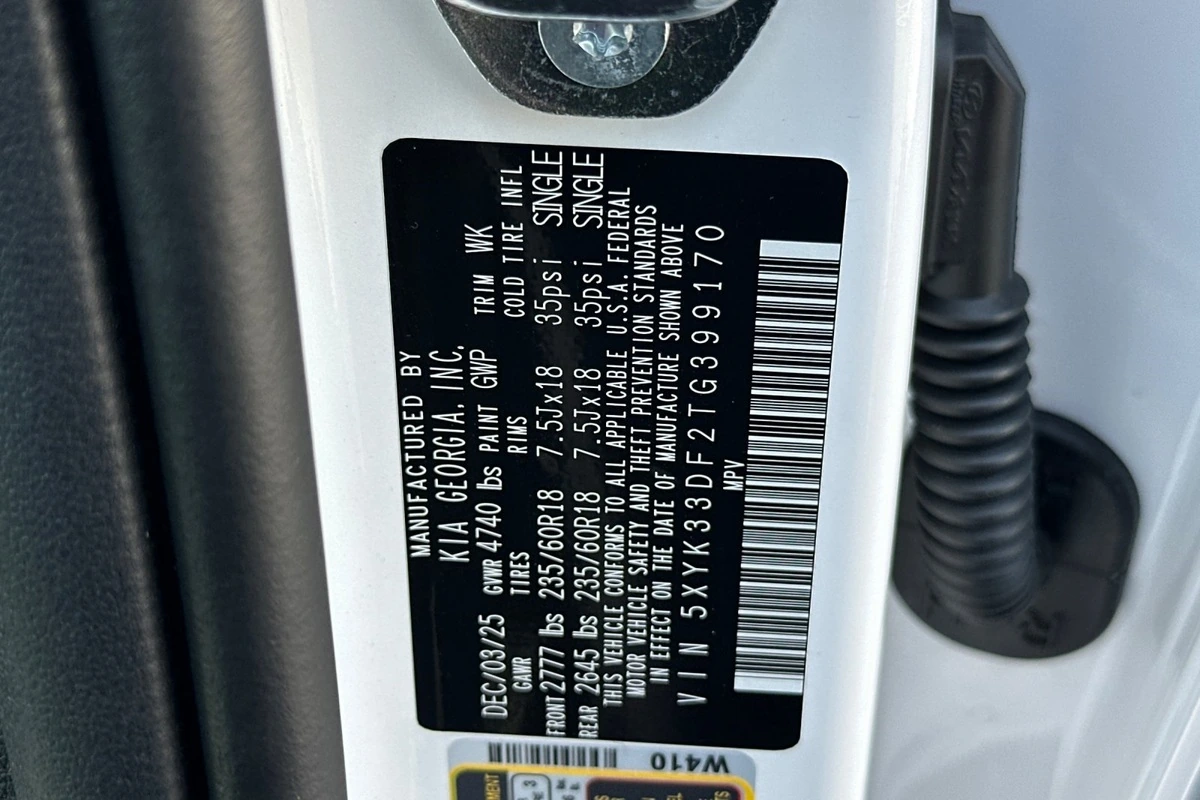 MANUFACTURED BY
KIA GEORGIA, INC.
DEC/03/25 GVWR 4740 lbs PAINT GWP TRIM WK
GAWR TIRES RIMS COLD TIRE INFL
FRONT 2777 lbs 235/60R18 7.5Jx18 35psi SINGLE
REAR 2645 lbs 235/60R18 7.5Jx18 35psi SINGLE
THIS VEHICLE CONFORMS TO ALL APPLICABLE U.S.A. FEDERAL
MOTOR VEHICLE SAFETY AND THEFT PREVENTION STANDARDS
IN EFFECT ON THE DATE OF MANUFACTURE SHOWN ABOVE
VIN 5XYK33DF2TG399170
MPV
W410